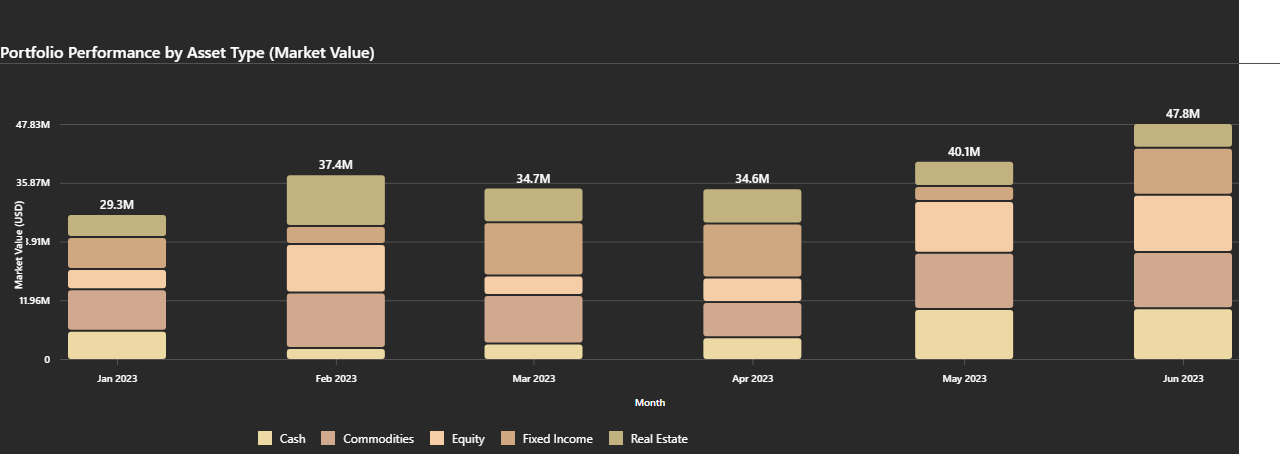 Portfolio Performance by Asset Type (Market Value)
47.83M
35.87M
3.91M
11.96M
0
Market Value (USD)
29.3M
37.4M
34.7M
34.6M
40.1M
47.8M
Jan 2023
Feb 2023
Mar 2023
Apr 2023
May 2023
Jun 2023
Month
Cash
Commodities
Equity
Fixed Income
Real Estate